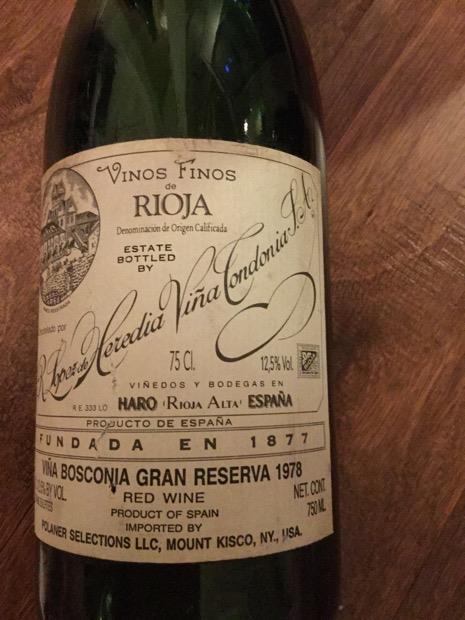 VINOS FINOS
de
RIOJA
Denominación de Origen Calificada
ESTATE
BOTTLED
BY
R. López de Heredia Viña Tondonia S.A.
75 Cl. 12,5% Vol.
VIÑEDOS Y BODEGAS EN
R.E. 333 LO HARO (RIOJA ALTA) ESPAÑA
PRODUCTO DE ESPAÑA
FUNDADA EN 1877
VIÑA BOSCONIA GRAN RESERVA 1978
BY VOL. RED WINE NET. CONT.
PRODUCT OF SPAIN 750 ML.
IMPORTED BY
POLANER SELECTIONS LLC, MOUNT KISCO, NY., USA.